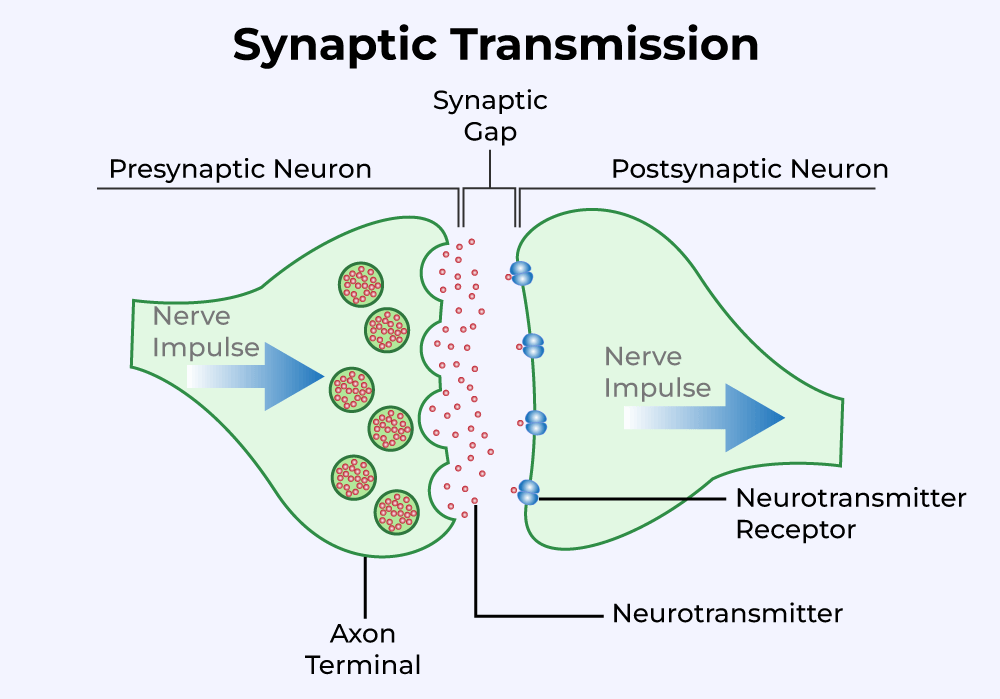 Synaptic Transmission
Synaptic
Gap
Presynaptic Neuron
Postsynaptic Neuron
Nerve
Impulse
Nerve
Impulse
Neurotransmitter
Receptor
Neurotransmitter
Axon
Terminal